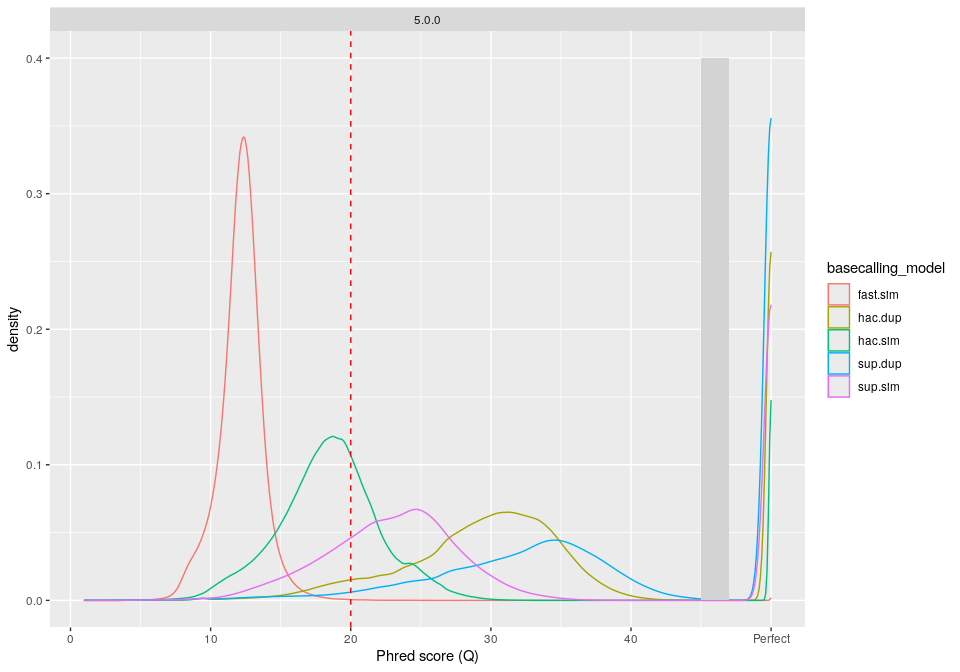 5.0.0
0.4
0.3
0.2
0.1
0.0
density
0 10 20 30 40 Perfect
Phred score (Q)
basecalling_model
fast.sim
hac.dup
hac.sim
sup.dup
sup.sim